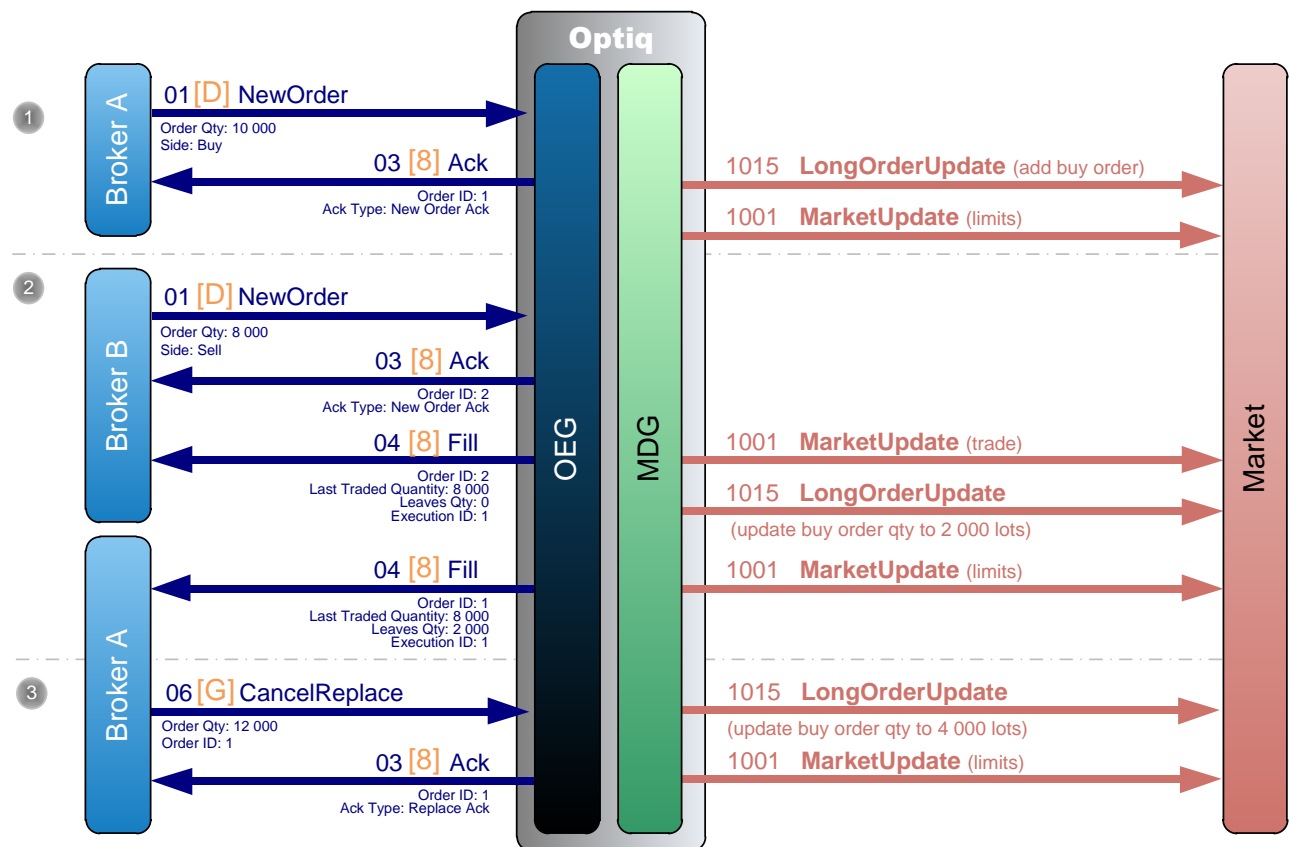 Optiq
1
Broker A
01 [D] NewOrder
Order Qty: 10 000
Side: Buy
03 [8] Ack
Order ID: 1
Ack Type: New Order Ack
1015 LongOrderUpdate (add buy order)
1001 MarketUpdate (limits)
OEG
MDG
Market
2
Broker B
01 [D] NewOrder
Order Qty: 8 000
Side: Sell
03 [8] Ack
Order ID: 2
Ack Type: New Order Ack
04 [8] Fill
Order ID: 2
Last Traded Quantity: 8 000
Leaves Qty: 0
Execution ID: 1
1001 MarketUpdate (trade)
1015 LongOrderUpdate
(update buy order qty to 2 000 lots)
Broker A
04 [8] Fill
Order ID: 1
Last Traded Quantity: 8 000
Leaves Qty: 2 000
Execution ID: 1
1001 MarketUpdate (limits)
3
06 [G] CancelReplace
Order Qty: 12 000
Order ID: 1
03 [8] Ack
Order ID: 1
Ack Type: Replace Ack
1015 LongOrderUpdate
(update buy order qty to 4 000 lots)
1001 MarketUpdate (limits)